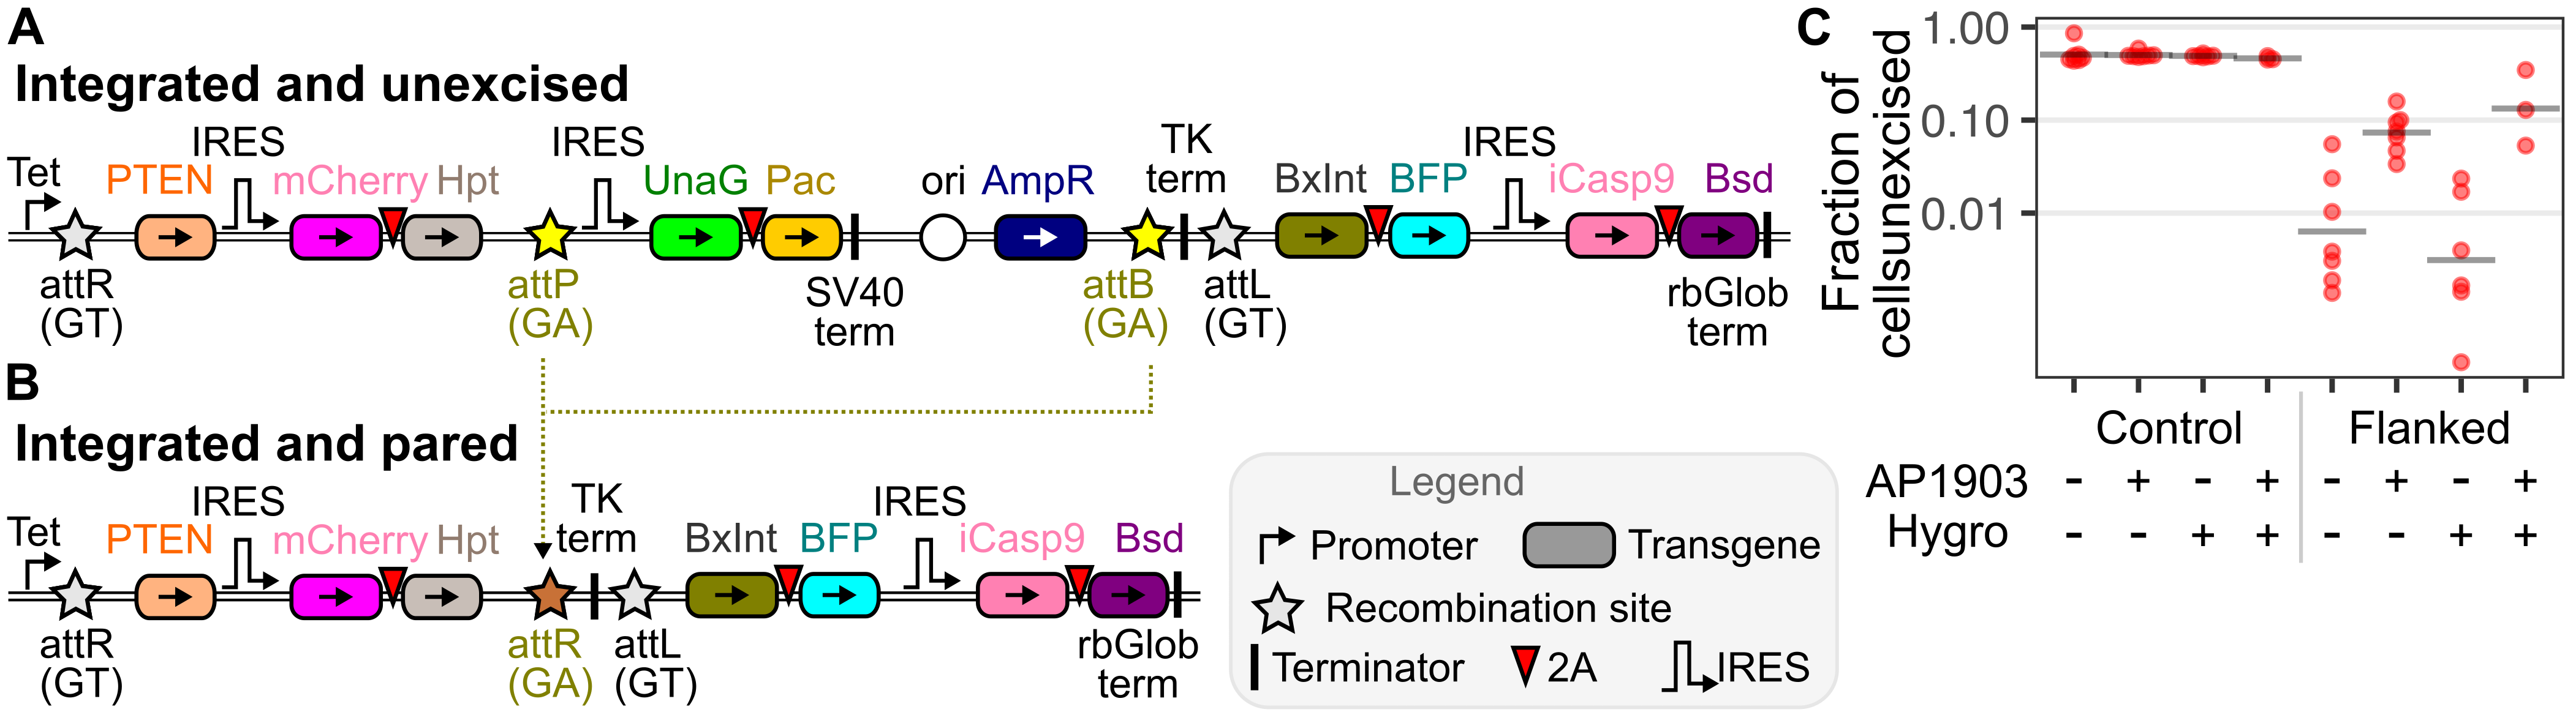 A
Integrated and unexcised
IRES
IRES
TK
IRES
Tet
PTEN
mCherry
Hpt
UnaG
Pac
ori
AmpR
term
BxInt
BFP
iCasp9
Bsd
attR
(GT)
attP
(GA)
SV40
term
attB
(GA)
attL
(GT)
rbGlob
term
B
Integrated and pared
IRES
TK
IRES
Tet
PTEN
mCherry
Hpt
term
BxInt
BFP
iCasp9
Bsd
attR
(GT)
attR
(GA)
attL
(GT)
rbGlob
term
Legend
Promoter
Transgene
Recombination site
Terminator
2A
IRES
C
Fraction of
cellsunexcised
1.00
0.10
0.01
Control
Flanked
AP1903 - + - + - + - +
Hygro - - + + - - + +